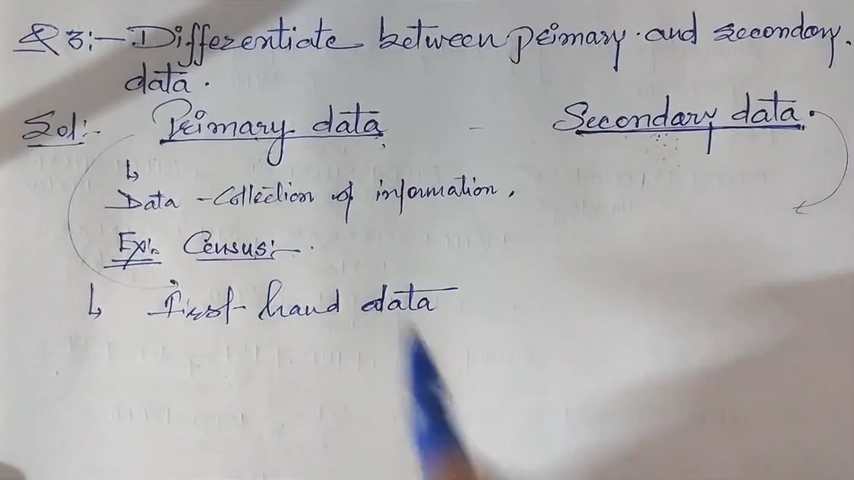 Q3:- Differentiate between primary and secondary
data.
Sol:- Primary data - Secondary data.
↳
Data - Collection of information.
Ex:- Census:-
↳ First-hand data